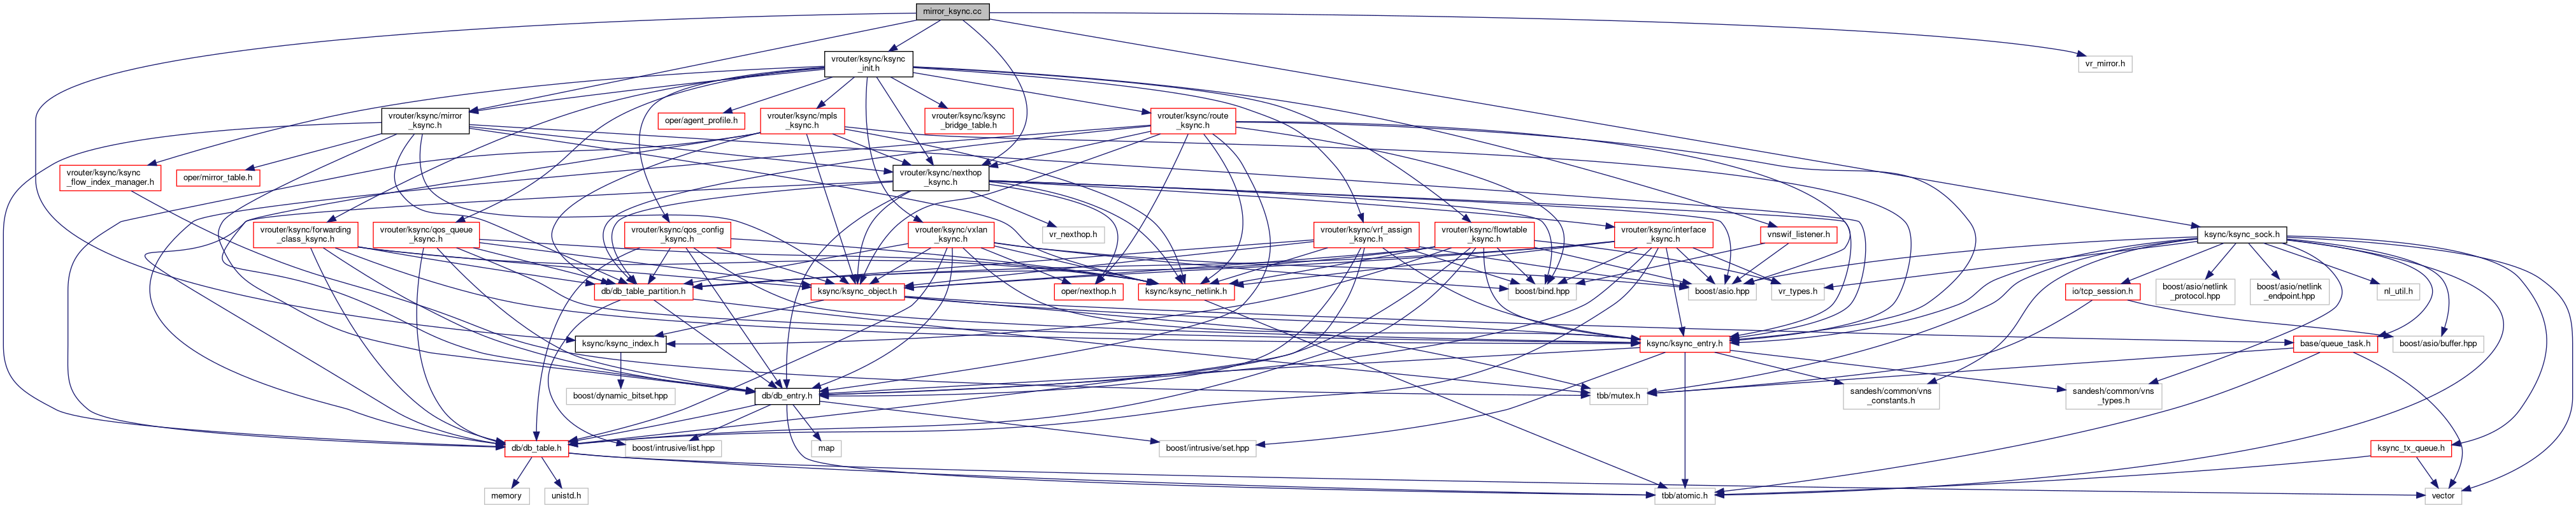 mirror_ksync.cc
vrouter/ksync/ksync
_init.h
vr_mirror.h
vrouter/ksync/mirror
_ksync.h
oper/agent_profile.h
vrouter/ksync/mpls
_ksync.h
vrouter/ksync/ksync
_bridge_table.h
vrouter/ksync/route
_ksync.h
vrouter/ksync/ksync
_flow_index_manager.h
oper/mirror_table.h
vrouter/ksync/nexthop
_ksync.h
vrouter/ksync/forwarding
_class_ksync.h
vrouter/ksync/qos_queue
_ksync.h
vrouter/ksync/qos_config
_ksync.h
vrouter/ksync/vxlan
_ksync.h
vr_nexthop.h
vrouter/ksync/vrf_assign
_ksync.h
vrouter/ksync/flowtable
_ksync.h
vrouter/ksync/interface
_ksync.h
vnswif_listener.h
ksync/ksync_sock.h
db/db_table_partition.h
ksync/ksync_object.h
oper/nexthop.h
ksync/ksync_netlink.h
boost/bind.hpp
boost/asio.hpp
vr_types.h
io/tcp_session.h
boost/asio/netlink
_protocol.hpp
boost/asio/netlink
_endpoint.hpp
nl_util.h
ksync/ksync_index.h
ksync/ksync_entry.h
base/queue_task.h
boost/asio/buffer.hpp
boost/dynamic_bitset.hpp
db/db_entry.h
tbb/mutex.h
sandesh/common/vns
_constants.h
sandesh/common/vns
_types.h
db/db_table.h
boost/intrusive/list.hpp
map
boost/intrusive/set.hpp
ksync_tx_queue.h
memory
unistd.h
tbb/atomic.h
vector